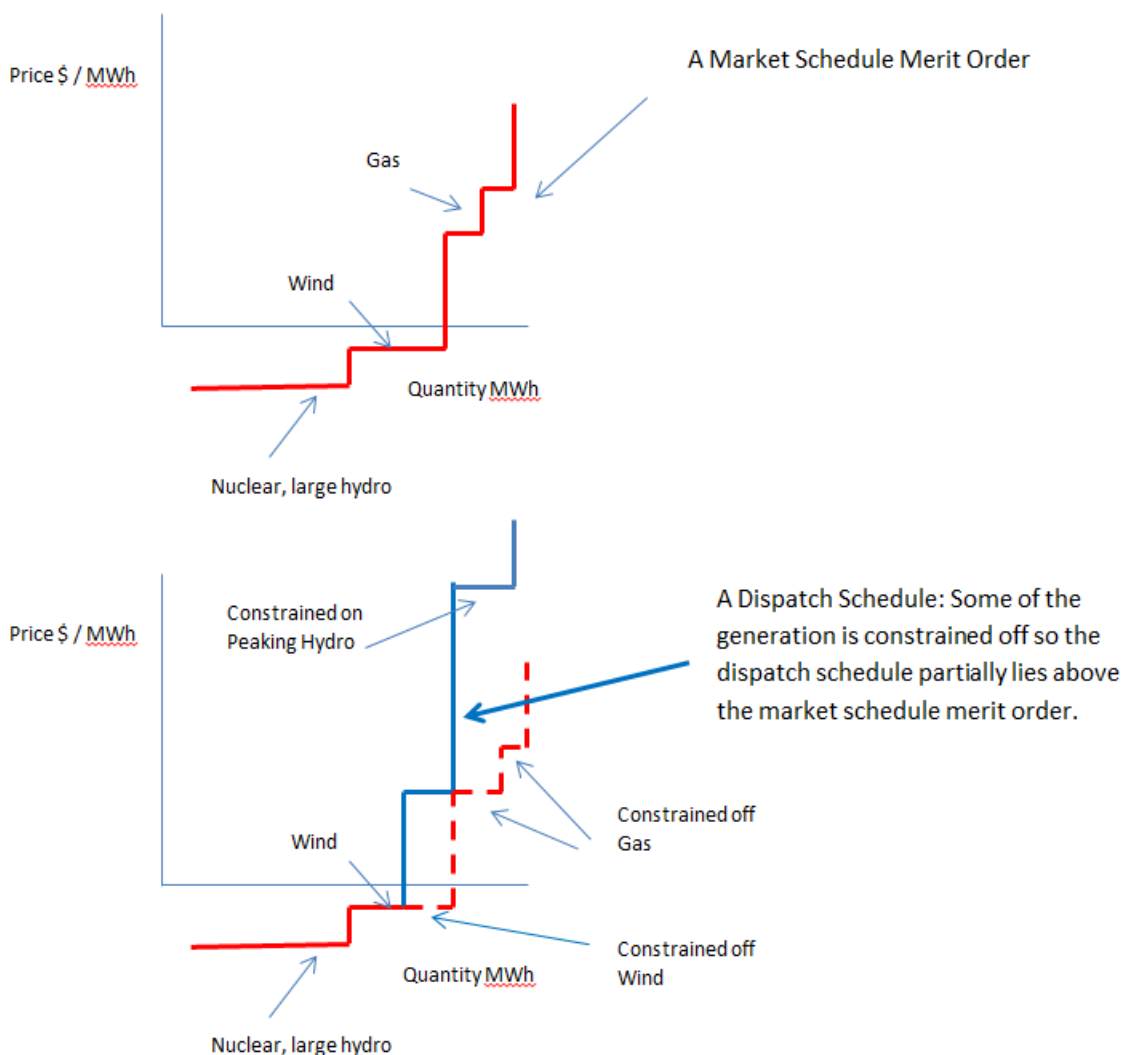 A Market Schedule Merit Order
Price $ / MWh
Gas
Wind
Quantity MWh
Nuclear, large hydro
Constrained on
Peaking Hydro
Price $ / MWh
A Dispatch Schedule: Some of the
generation is constrained off so the
dispatch schedule partially lies above
the market schedule merit order.
Constrained off
Gas
Wind
Constrained off
Wind
Quantity MWh
Nuclear, large hydro